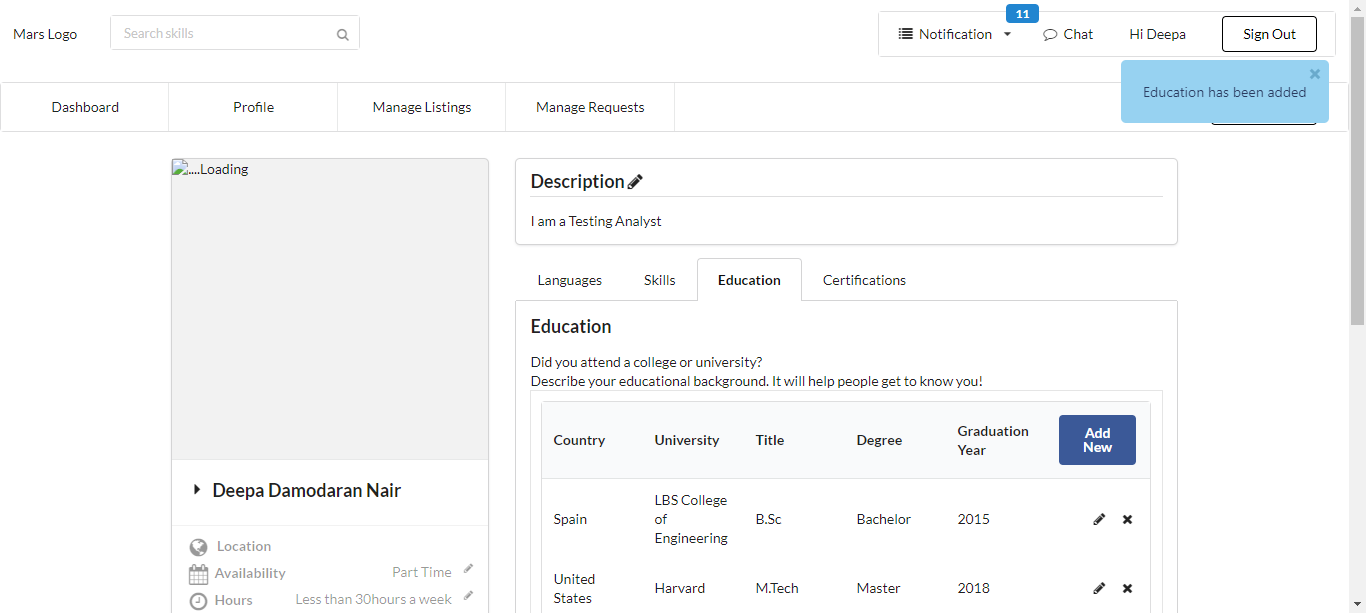 Mars Logo
Search skills
11
Notification
Chat
Hi Deepa
Sign Out
Education has been added
Dashboard
Profile
Manage Listings
Manage Requests
....Loading
Description
I am a Testing Analyst
Languages
Skills
Education
Certifications
Education
Did you attend a college or university?
Describe your educational background. It will help people get to know you!
Country
University
Title
Degree
Graduation
Year
Add
New
Spain
LBS College
of
Engineering
B.Sc
Bachelor
2015
United
States
Harvard
M.Tech
Master
2018
Deepa Damodaran Nair
Location
Availability
Part Time
Hours
Less than 30hours a week